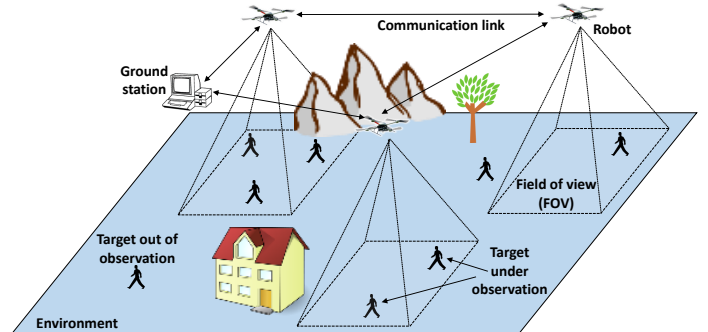 Communication link
Robot
Ground
station
Field of view
(FOV)
Target out of
observation
Target
under
observation
Environment